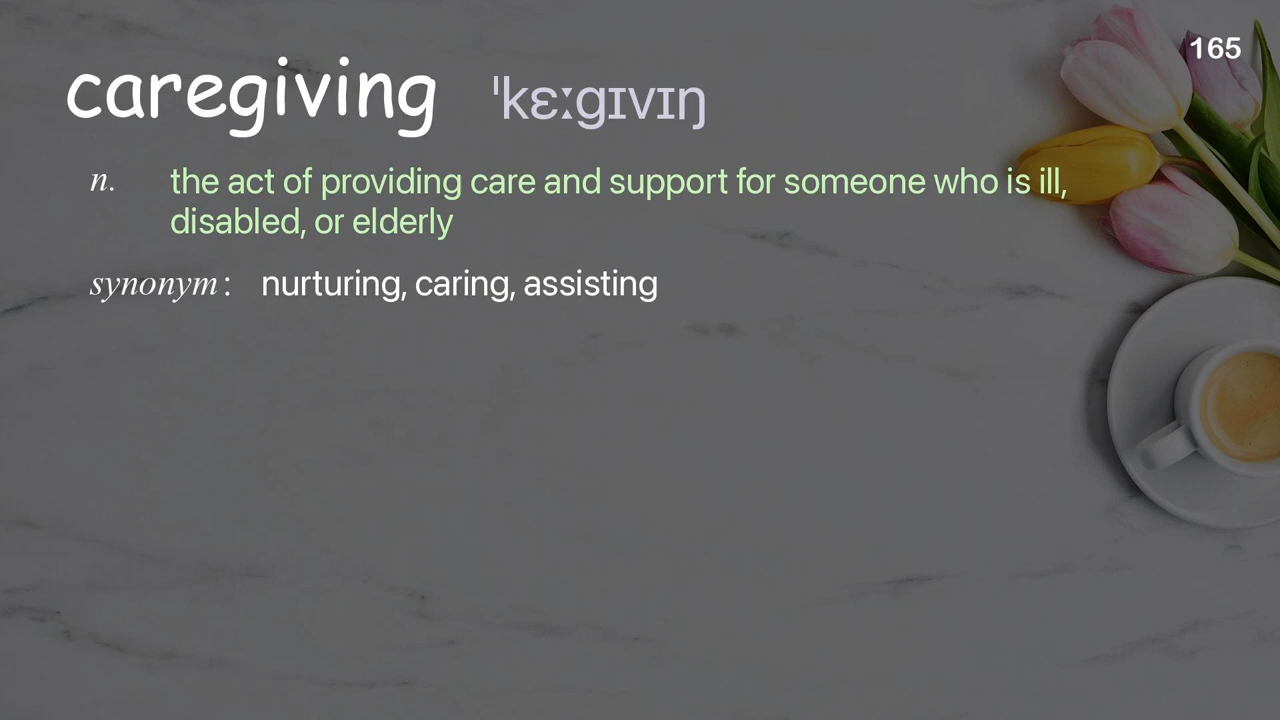 165
caregiving ˈkɛːɡɪvɪŋ
n. the act of providing care and support for someone who is ill,
disabled, or elderly
synonym : nurturing, caring, assisting